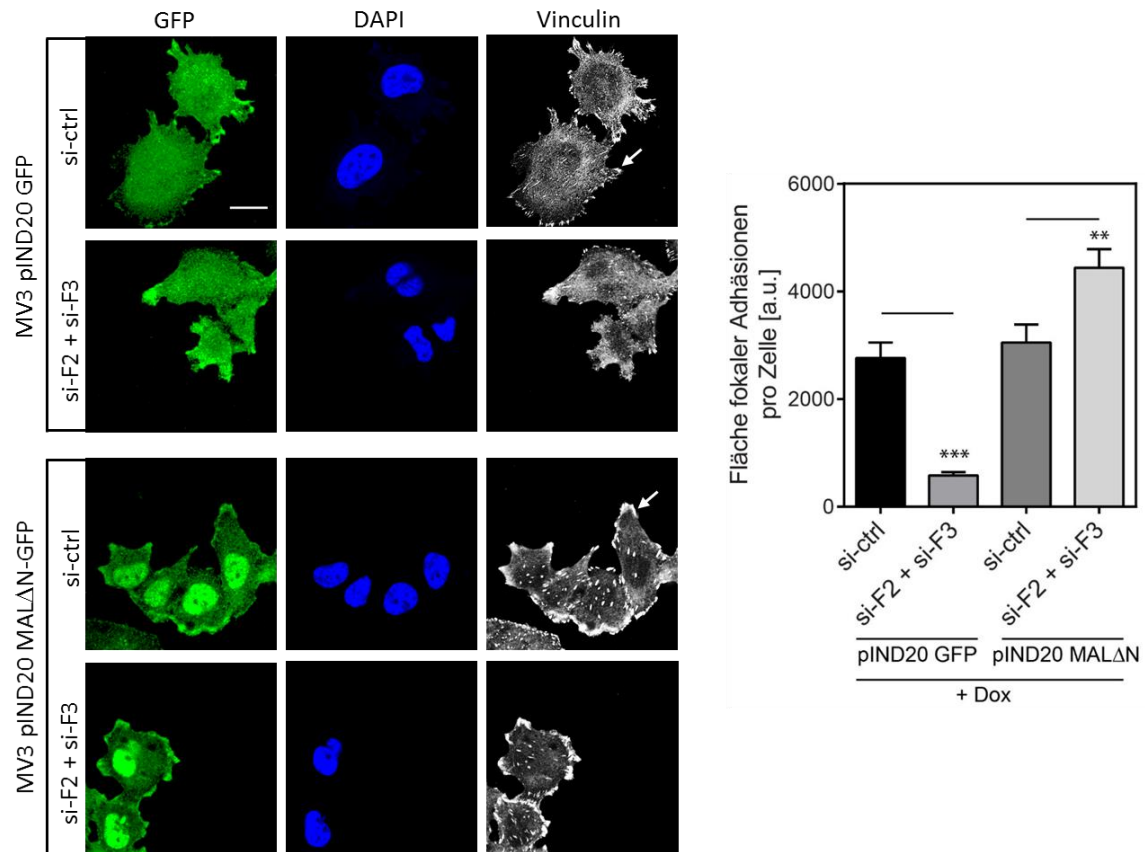 GFP
DAPI
Vinculin
MV3 pIND20 GFP
si-ctrl
si-F2 + si-F3
MV3 pIND20 MALΔN-GFP
si-ctrl
si-F2 + si-F3
Fläche fokaler Adhäsionen
pro Zelle [a.u.]
6000
4000
2000
0
***
**
si-ctrl
si-F2 + si-F3
si-ctrl
si-F2 + si-F3
pIND20 GFP
pIND20 MALΔN
+ Dox